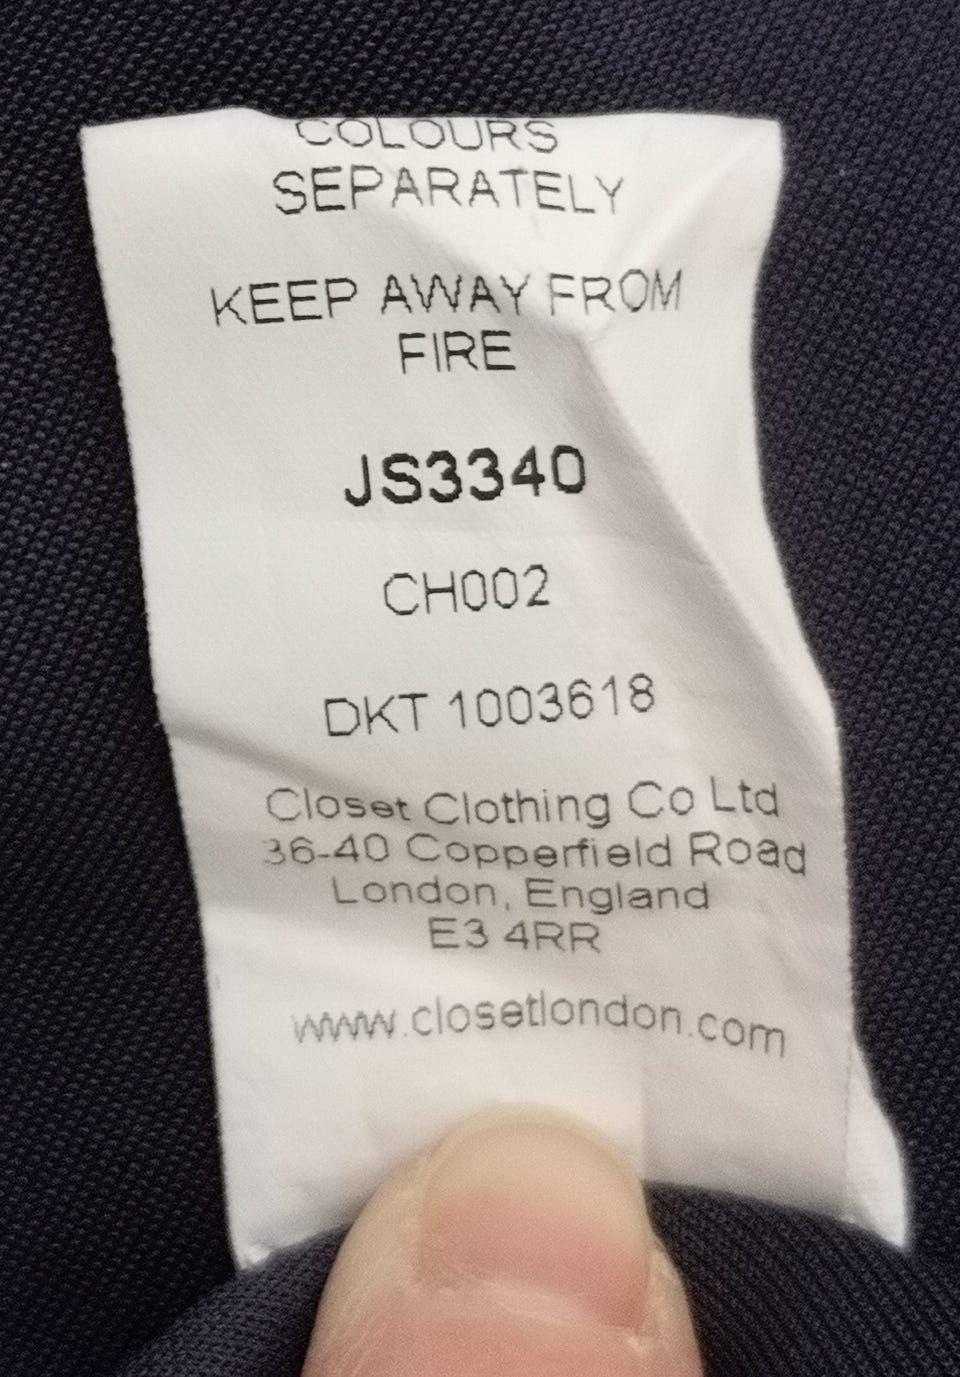 COLOURS
SEPARATELY
KEEP AWAY FROM
FIRE
JS3340
CH002
DKT 1003618
Closet Clothing Co Ltd
36-40 Copperfield Road
London, England
E3 4RR
www.closetlondon.com